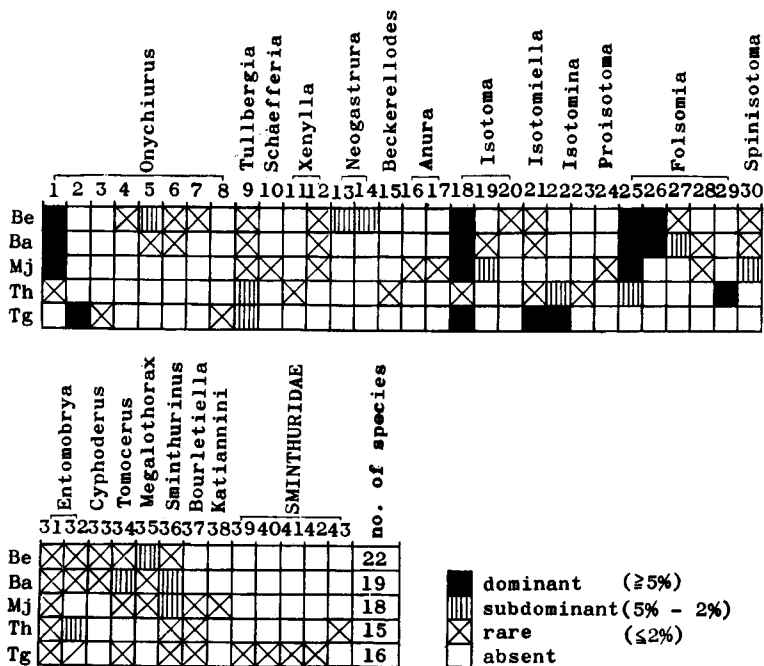 Onychiurus
Tullbergia
Schaefferia
Xenylla
Neogastrura
Beckerellodes
Anura
Isotoma
Isotomiella
Isotomina
Proisotoma
Folsomia
Spinisotoma
1 2 3 4 5 6 7 8 9 10 11 12 13 14 15 16 17 18 19 20 21 22 23 24 25 26 27 28 29 30
Be
Ba
Mj
Th
Tg
Entomobrya
Cyphoderus
Tomocerus
Megalothorax
Sminthurinus
Bourletiella
Katiannini
SMINTHURIDAE
no. of species
31 32 33 34 35 36 37 38 39 40 41 42 43
Be 22
Ba 19
Mj 18
Th 15
Tg 16
dominant (≧5%)
subdominant (5% - 2%)
rare (≦2%)
absent